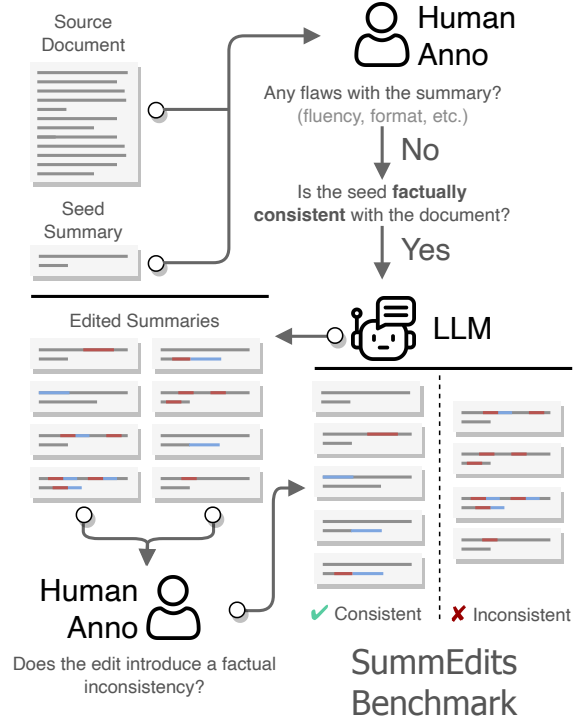 Source
Document
Human
Anno
Any flaws with the summary?
(fluency, format, etc.)
No
Is the seed factually
consistent with the document?
Yes
Seed
Summary
LLM
Edited Summaries
Human
Anno
Does the edit introduce a factual
inconsistency?
✔ Consistent
✘ Inconsistent
SummEdits
Benchmark